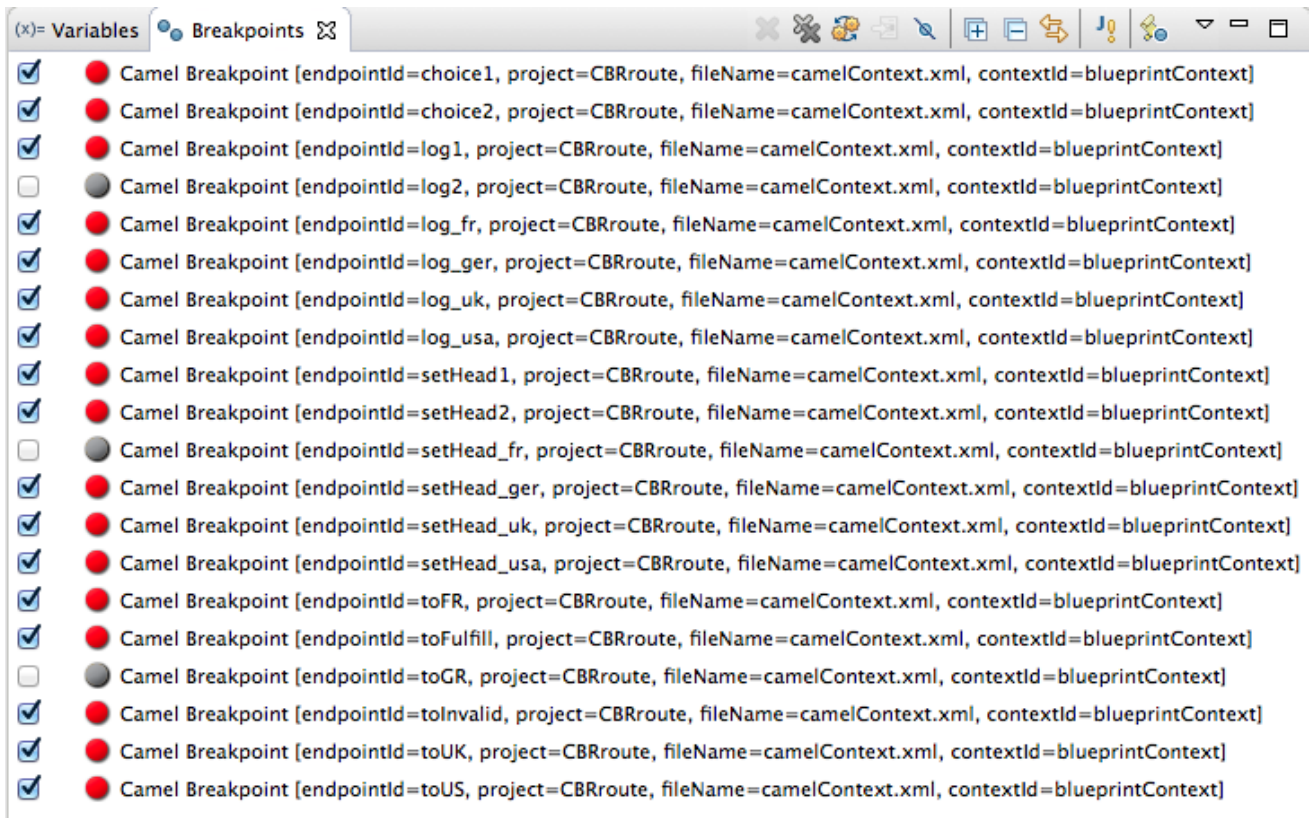 (x)= Variables Breakpoints
Camel Breakpoint [endpointId=choice1, project=CBRroute, fileName=camelContext.xml, contextId=blueprintContext]
Camel Breakpoint [endpointId=choice2, project=CBRroute, fileName=camelContext.xml, contextId=blueprintContext]
Camel Breakpoint [endpointId=log1, project=CBRroute, fileName=camelContext.xml, contextId=blueprintContext]
Camel Breakpoint [endpointId=log2, project=CBRroute, fileName=camelContext.xml, contextId=blueprintContext]
Camel Breakpoint [endpointId=log_fr, project=CBRroute, fileName=camelContext.xml, contextId=blueprintContext]
Camel Breakpoint [endpointId=log_ger, project=CBRroute, fileName=camelContext.xml, contextId=blueprintContext]
Camel Breakpoint [endpointId=log_uk, project=CBRroute, fileName=camelContext.xml, contextId=blueprintContext]
Camel Breakpoint [endpointId=log_usa, project=CBRroute, fileName=camelContext.xml, contextId=blueprintContext]
Camel Breakpoint [endpointId=setHead1, project=CBRroute, fileName=camelContext.xml, contextId=blueprintContext]
Camel Breakpoint [endpointId=setHead2, project=CBRroute, fileName=camelContext.xml, contextId=blueprintContext]
Camel Breakpoint [endpointId=setHead_fr, project=CBRroute, fileName=camelContext.xml, contextId=blueprintContext]
Camel Breakpoint [endpointId=setHead_ger, project=CBRroute, fileName=camelContext.xml, contextId=blueprintContext]
Camel Breakpoint [endpointId=setHead_uk, project=CBRroute, fileName=camelContext.xml, contextId=blueprintContext]
Camel Breakpoint [endpointId=setHead_usa, project=CBRroute, fileName=camelContext.xml, contextId=blueprintContext]
Camel Breakpoint [endpointId=toFR, project=CBRroute, fileName=camelContext.xml, contextId=blueprintContext]
Camel Breakpoint [endpointId=toFulfill, project=CBRroute, fileName=camelContext.xml, contextId=blueprintContext]
Camel Breakpoint [endpointId=toGR, project=CBRroute, fileName=camelContext.xml, contextId=blueprintContext]
Camel Breakpoint [endpointId=toInvalid, project=CBRroute, fileName=camelContext.xml, contextId=blueprintContext]
Camel Breakpoint [endpointId=toUK, project=CBRroute, fileName=camelContext.xml, contextId=blueprintContext]
Camel Breakpoint [endpointId=toUS, project=CBRroute, fileName=camelContext.xml, contextId=blueprintContext]